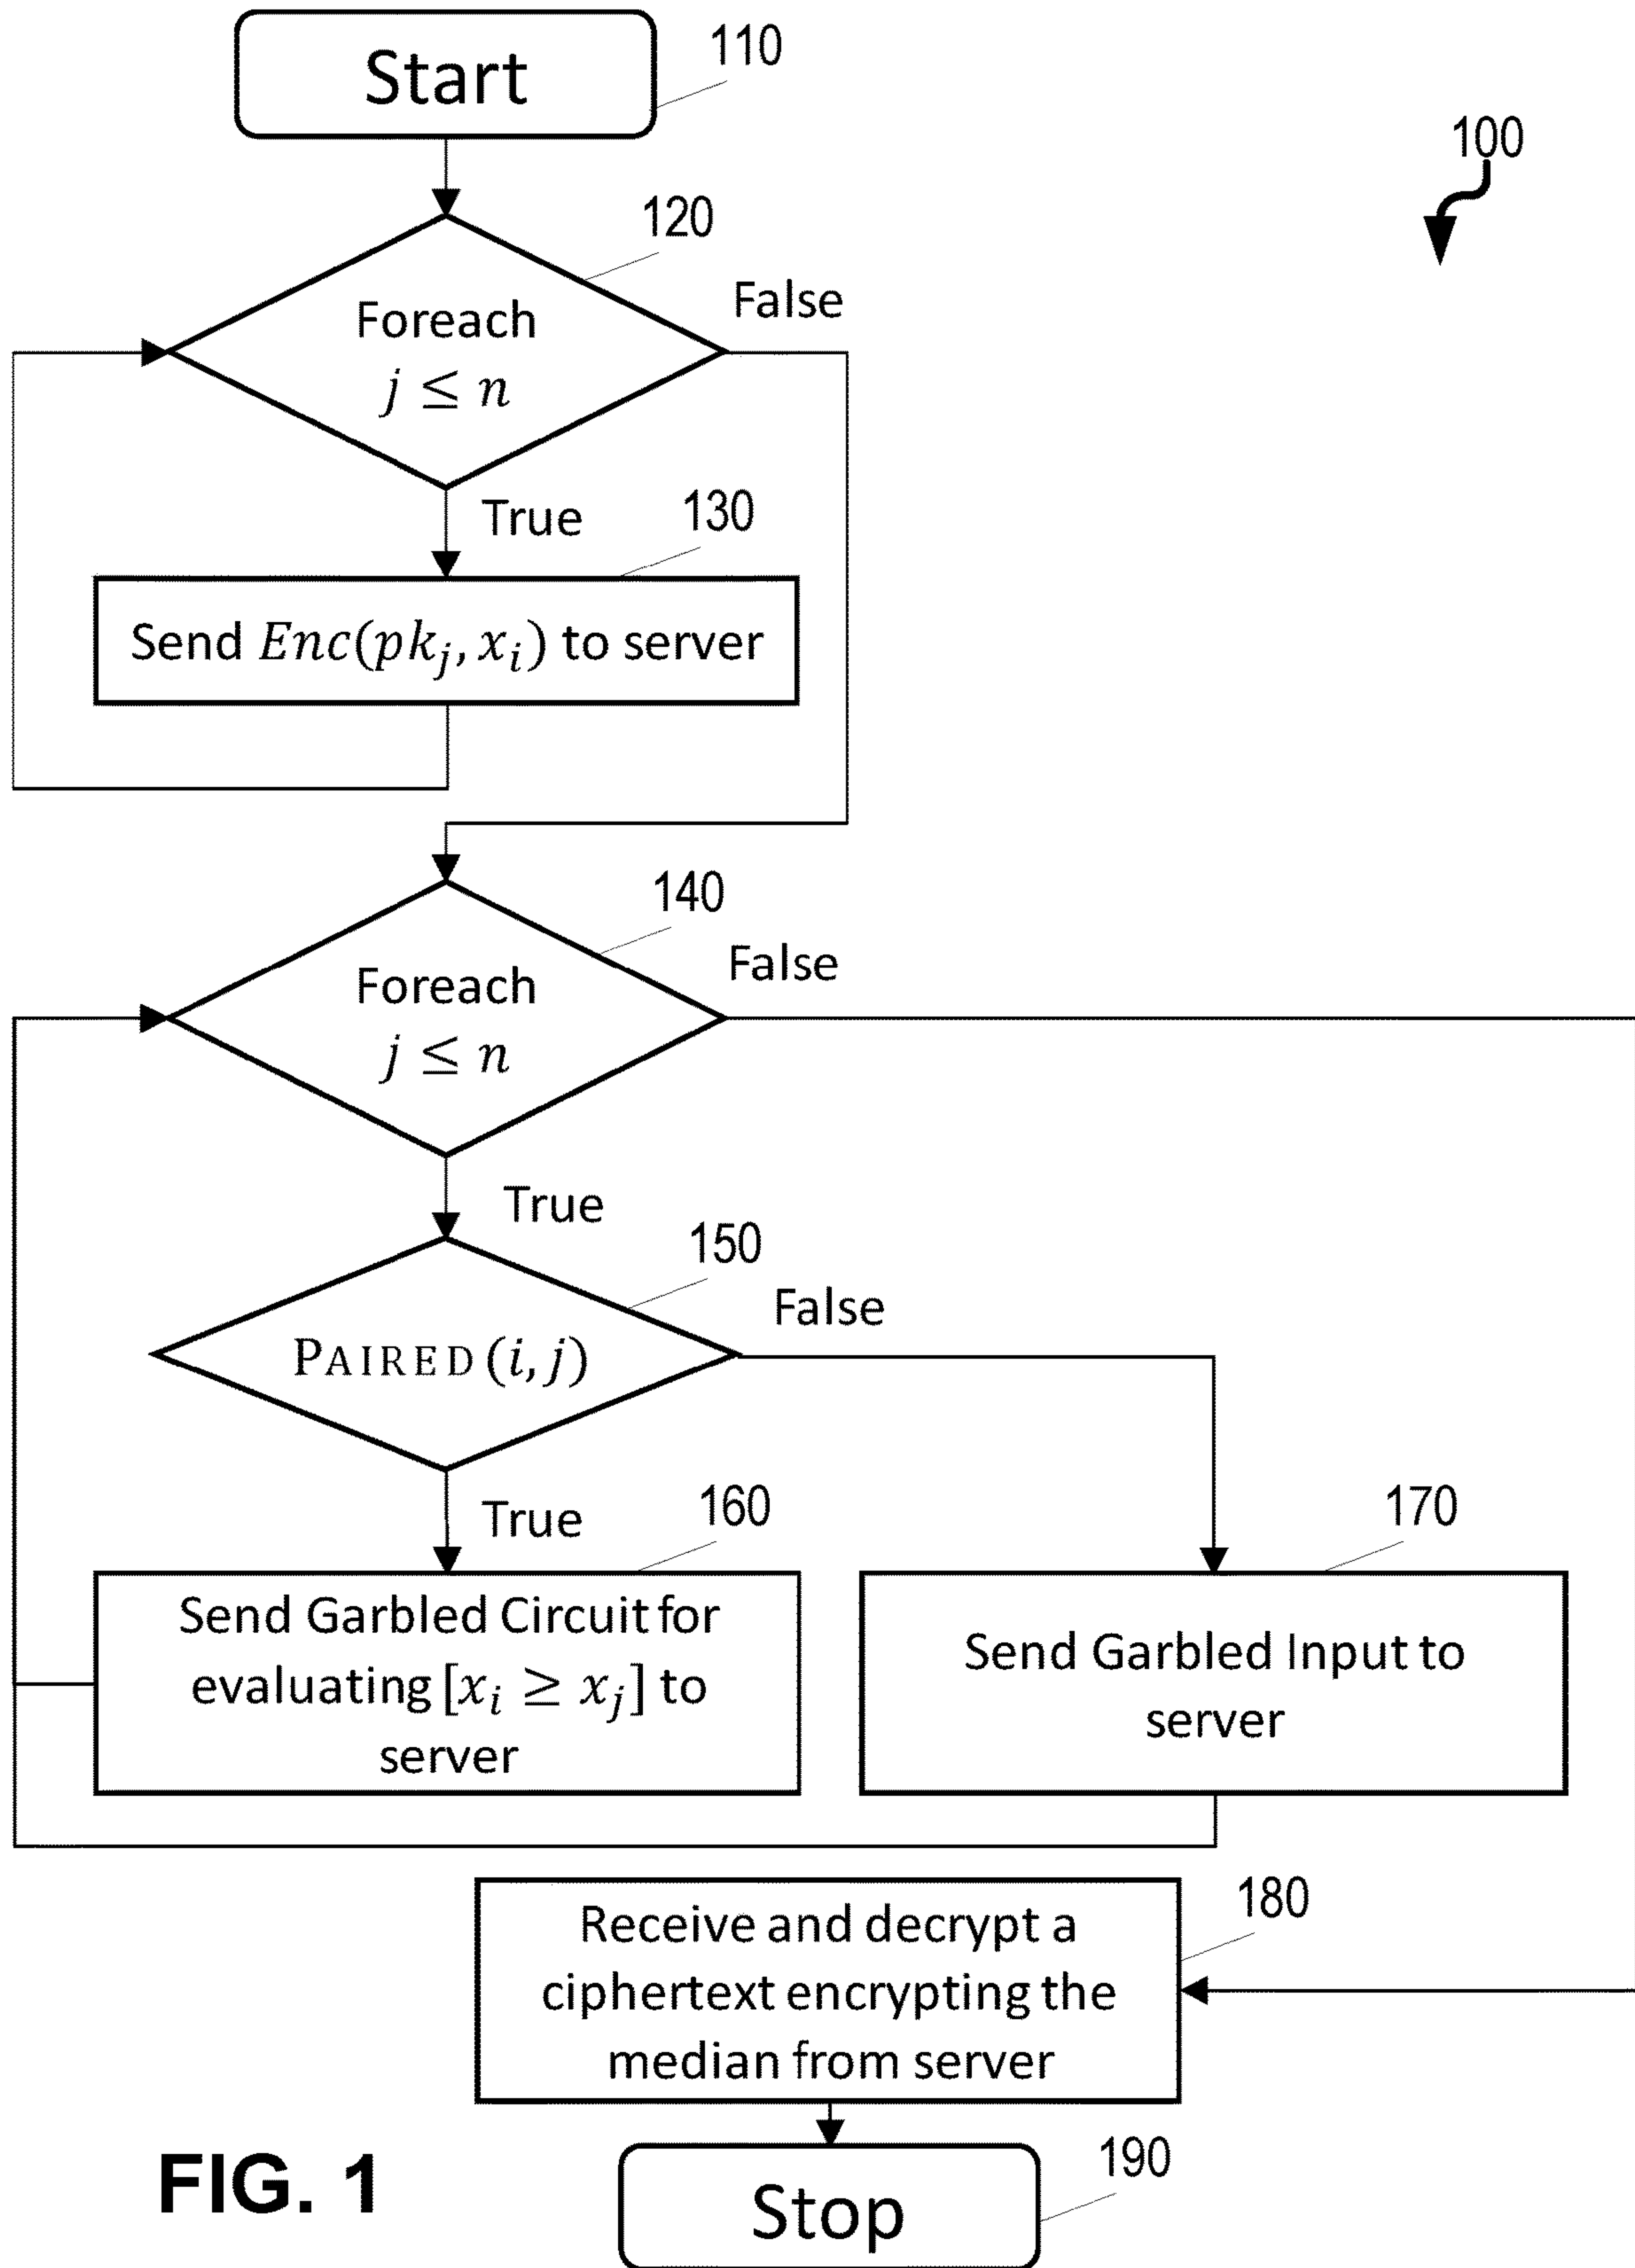 Start
110
100
120
Foreach
j ≤ n
False
True
130
Send Enc(pk_j, x_i) to server
140
Foreach
j ≤ n
False
True
150
PAIRED(i, j)
False
True
160
170
Send Garbled Circuit for
evaluating [x_i ≥ x_j] to
server
Send Garbled Input to
server
180
Receive and decrypt a
ciphertext encrypting the
median from server
190
Stop
FIG. 1